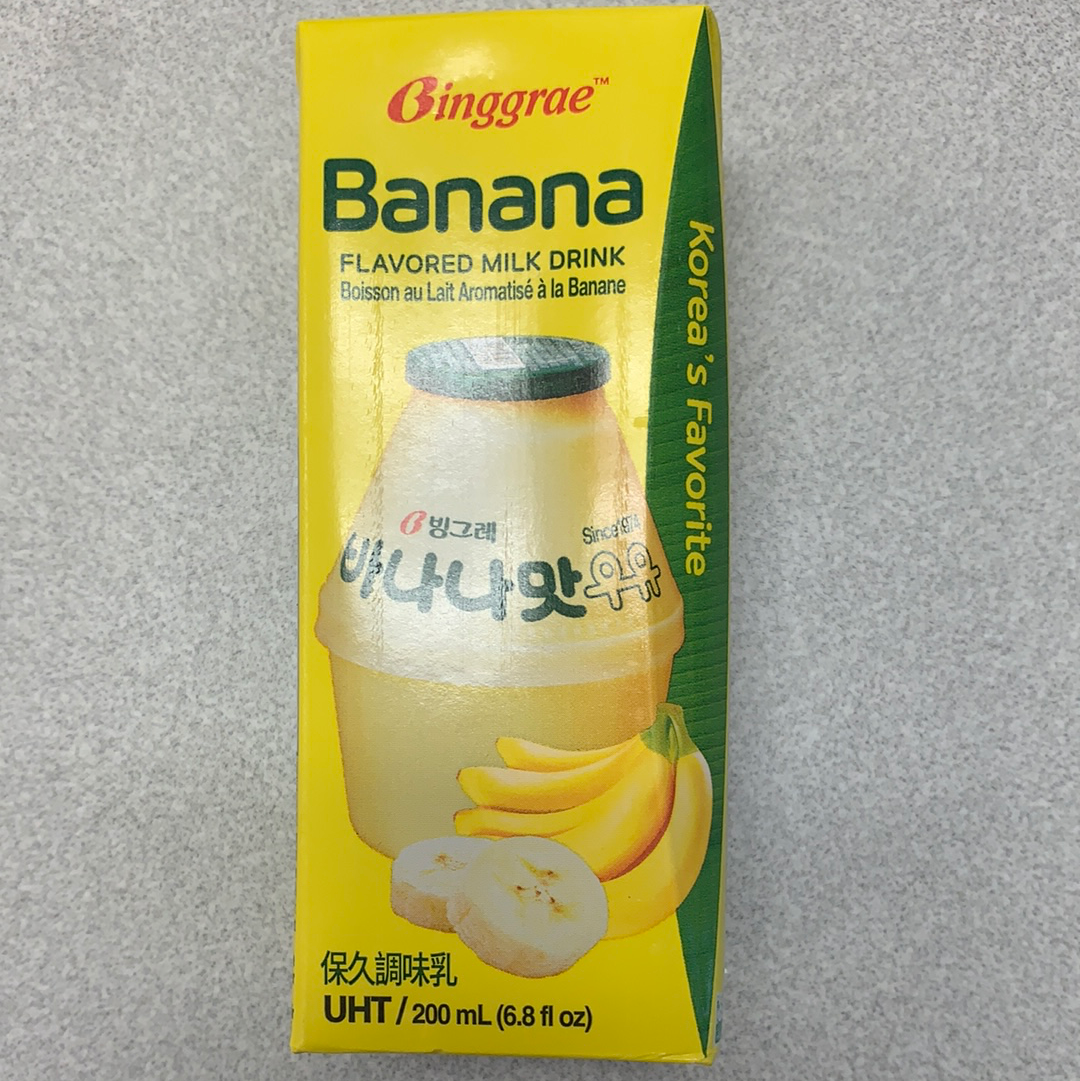 Binggrae™
Banana
FLAVORED MILK DRINK
Boisson au Lait Aromatisé à la Banane
Korea's Favorite
빙그레
Since 1974
바나나맛우유
保久調味乳
UHT / 200 mL (6.8 fl oz)